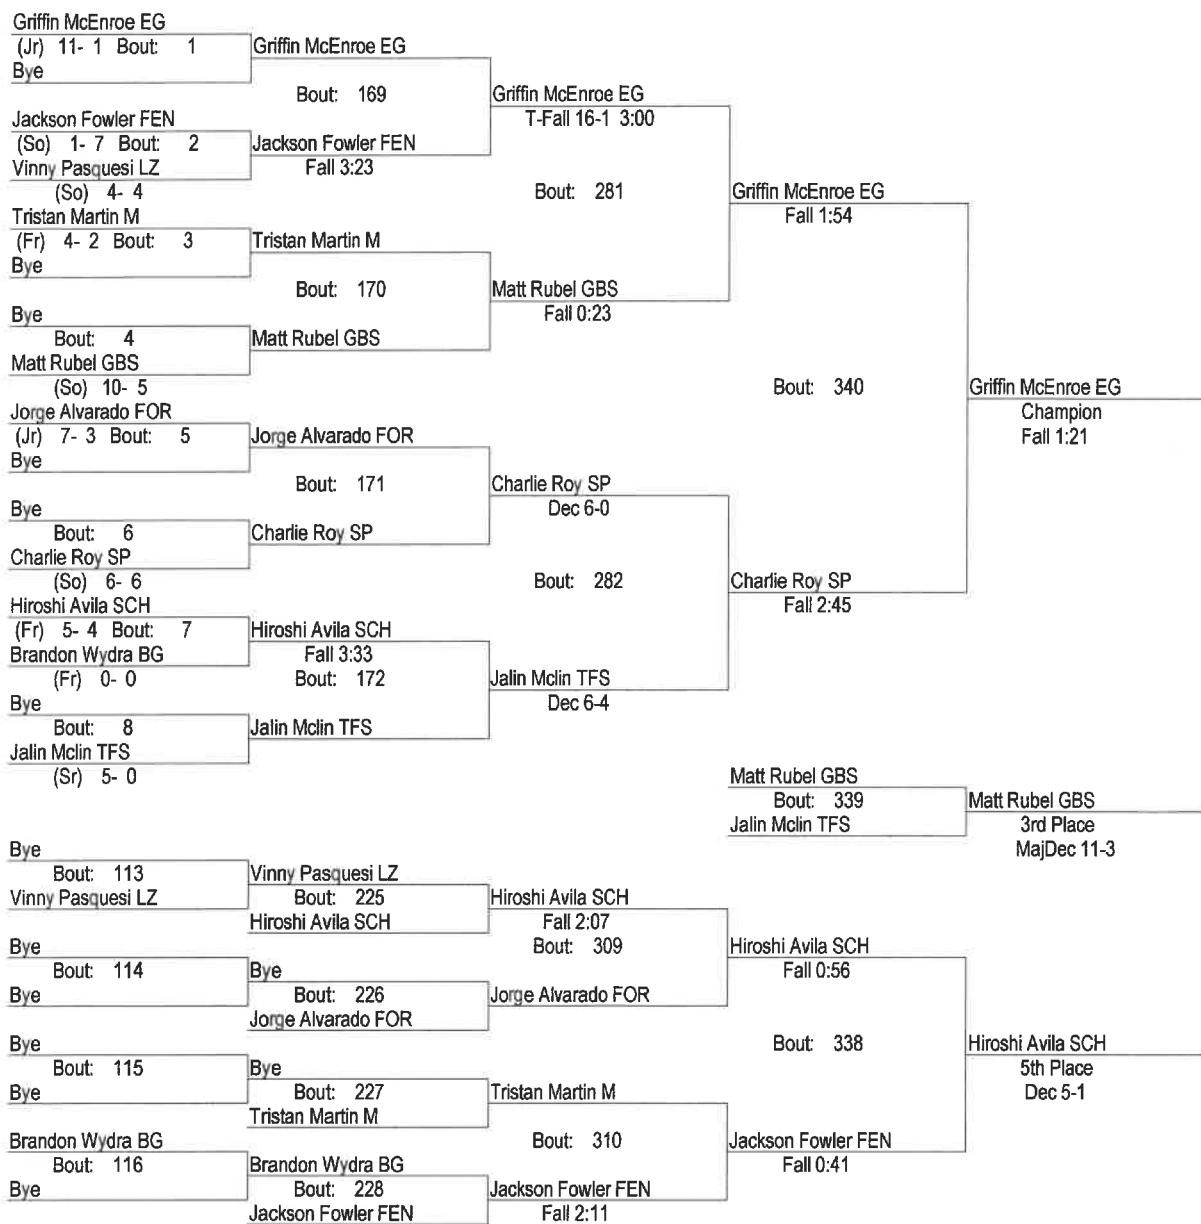 Griffin McEnroe EG
(Jr) 11- 1 Bout: 1
Bye
Griffin McEnroe EG
Bout: 169
Jackson Fowler FEN
(So) 1- 7 Bout: 2
Vinny Pasquesi LZ
(So) 4- 4
Jackson Fowler FEN
Fall 3:23
Griffin McEnroe EG
T-Fall 16-1 3:00
Bout: 281
Tristan Martin M
(Fr) 4- 2 Bout: 3
Bye
Tristan Martin M
Bout: 170
Bye
Bout: 4
Matt Rubel GBS
(So) 10- 5
Matt Rubel GBS
Matt Rubel GBS
Fall 0:23
Griffin McEnroe EG
Fall 1:54
Bout: 340
Jorge Alvarado FOR
(Jr) 7- 3 Bout: 5
Bye
Jorge Alvarado FOR
Bout: 171
Bye
Bout: 6
Charlie Roy SP
(So) 6- 6
Charlie Roy SP
Charlie Roy SP
Dec 6-0
Bout: 282
Hiroshi Avila SCH
(Fr) 5- 4 Bout: 7
Brandon Wydra BG
(Fr) 0- 0
Hiroshi Avila SCH
Fall 3:33
Bout: 172
Bye
Bout: 8
Jalin Mclin TFS
(Sr) 5- 0
Jalin Mclin TFS
Jalin Mclin TFS
Dec 6-4
Charlie Roy SP
Fall 2:45
Griffin McEnroe EG
Champion
Fall 1:21
Matt Rubel GBS
Bout: 339
Jalin Mclin TFS
Matt Rubel GBS
3rd Place
MajDec 11-3
Bye
Bout: 113
Vinny Pasquesi LZ
Vinny Pasquesi LZ
Bout: 225
Hiroshi Avila SCH
Hiroshi Avila SCH
Fall 2:07
Bout: 309
Bye
Bout: 114
Bye
Bye
Bout: 226
Jorge Alvarado FOR
Jorge Alvarado FOR
Hiroshi Avila SCH
Fall 0:56
Bout: 338
Bye
Bout: 115
Bye
Bye
Bout: 227
Tristan Martin M
Tristan Martin M
Bout: 310
Brandon Wydra BG
Bout: 116
Bye
Brandon Wydra BG
Bout: 228
Jackson Fowler FEN
Jackson Fowler FEN
Fall 2:11
Jackson Fowler FEN
Fall 0:41
Hiroshi Avila SCH
5th Place
Dec 5-1